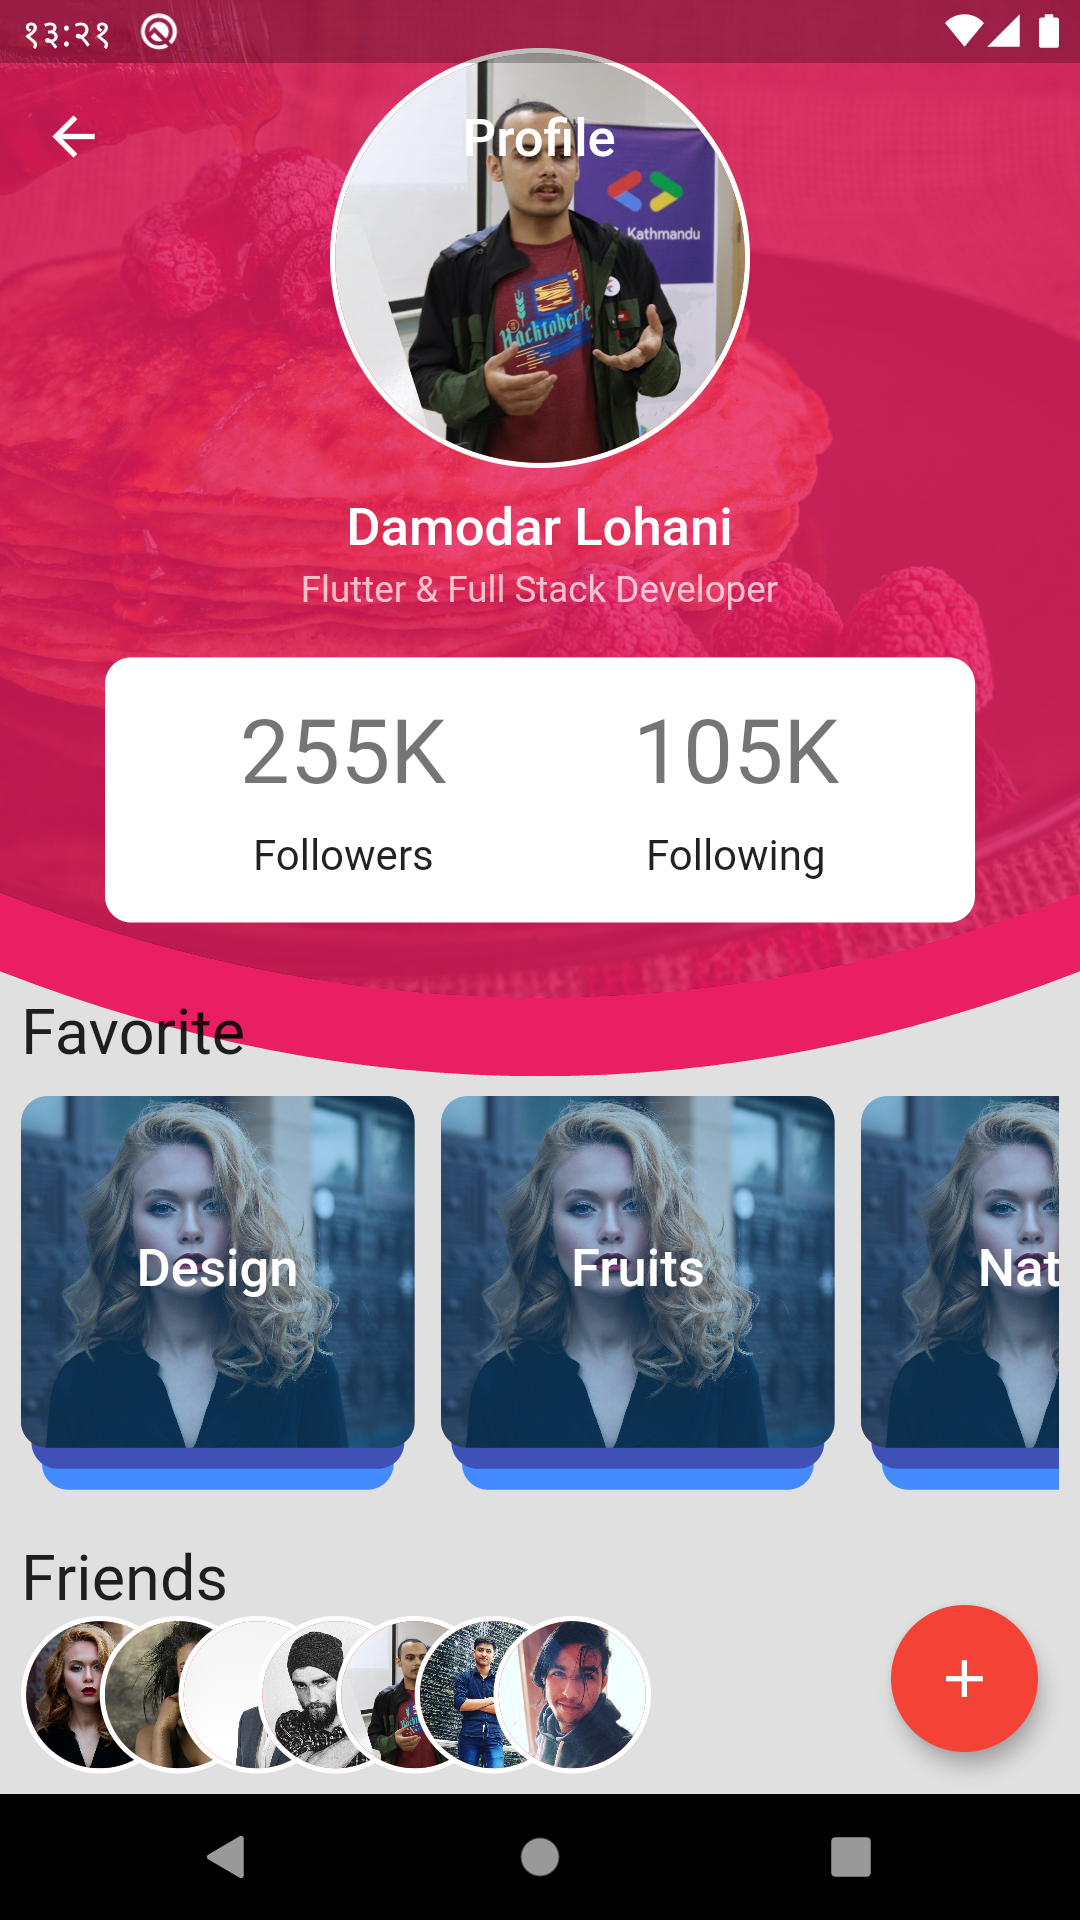 १३:२१
Profile
Kathmandu
Hacktoberfe
Damodar Lohani
Flutter & Full Stack Developer
255K 105K
Followers Following
Favorite
Design Fruits Nat
Friends